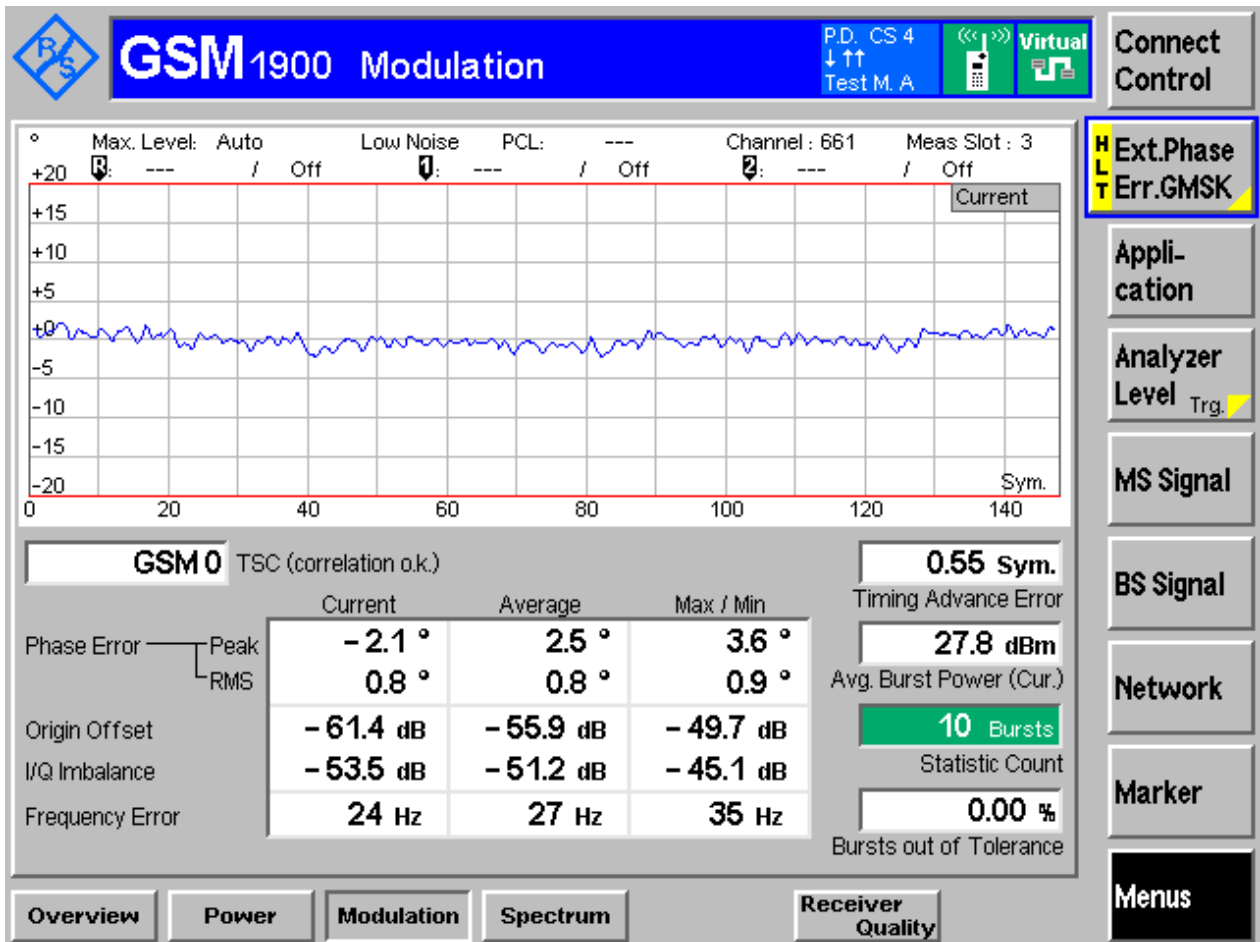 R/S
GSM 1900 Modulation
P.D. CS 4
↓ ↑↑
Test M. A
Virtual
Connect Control
° Max. Level: Auto Low Noise PCL: --- Channel : 661 Meas Slot : 3
R: --- / Off 1: --- / Off 2: --- / Off
Current
+20
+15
+10
+5
+0
-5
-10
-15
-20
Sym.
0 20 40 60 80 100 120 140
GSM 0 TSC (correlation o.k.)
Current Average Max / Min
Phase Error Peak – 2.1 ° 2.5 ° 3.6 °
RMS 0.8 ° 0.8 ° 0.9 °
Origin Offset – 61.4 dB – 55.9 dB – 49.7 dB
I/Q Imbalance – 53.5 dB – 51.2 dB – 45.1 dB
Frequency Error 24 Hz 27 Hz 35 Hz
0.55 Sym.
Timing Advance Error
27.8 dBm
Avg. Burst Power (Cur.)
10 Bursts
Statistic Count
0.00 %
Bursts out of Tolerance
HLT
Ext.Phase
Err.GMSK
Appli-
cation
Analyzer
Level Trg.
MS Signal
BS Signal
Network
Marker
Menus
Overview Power Modulation Spectrum Receiver
Quality